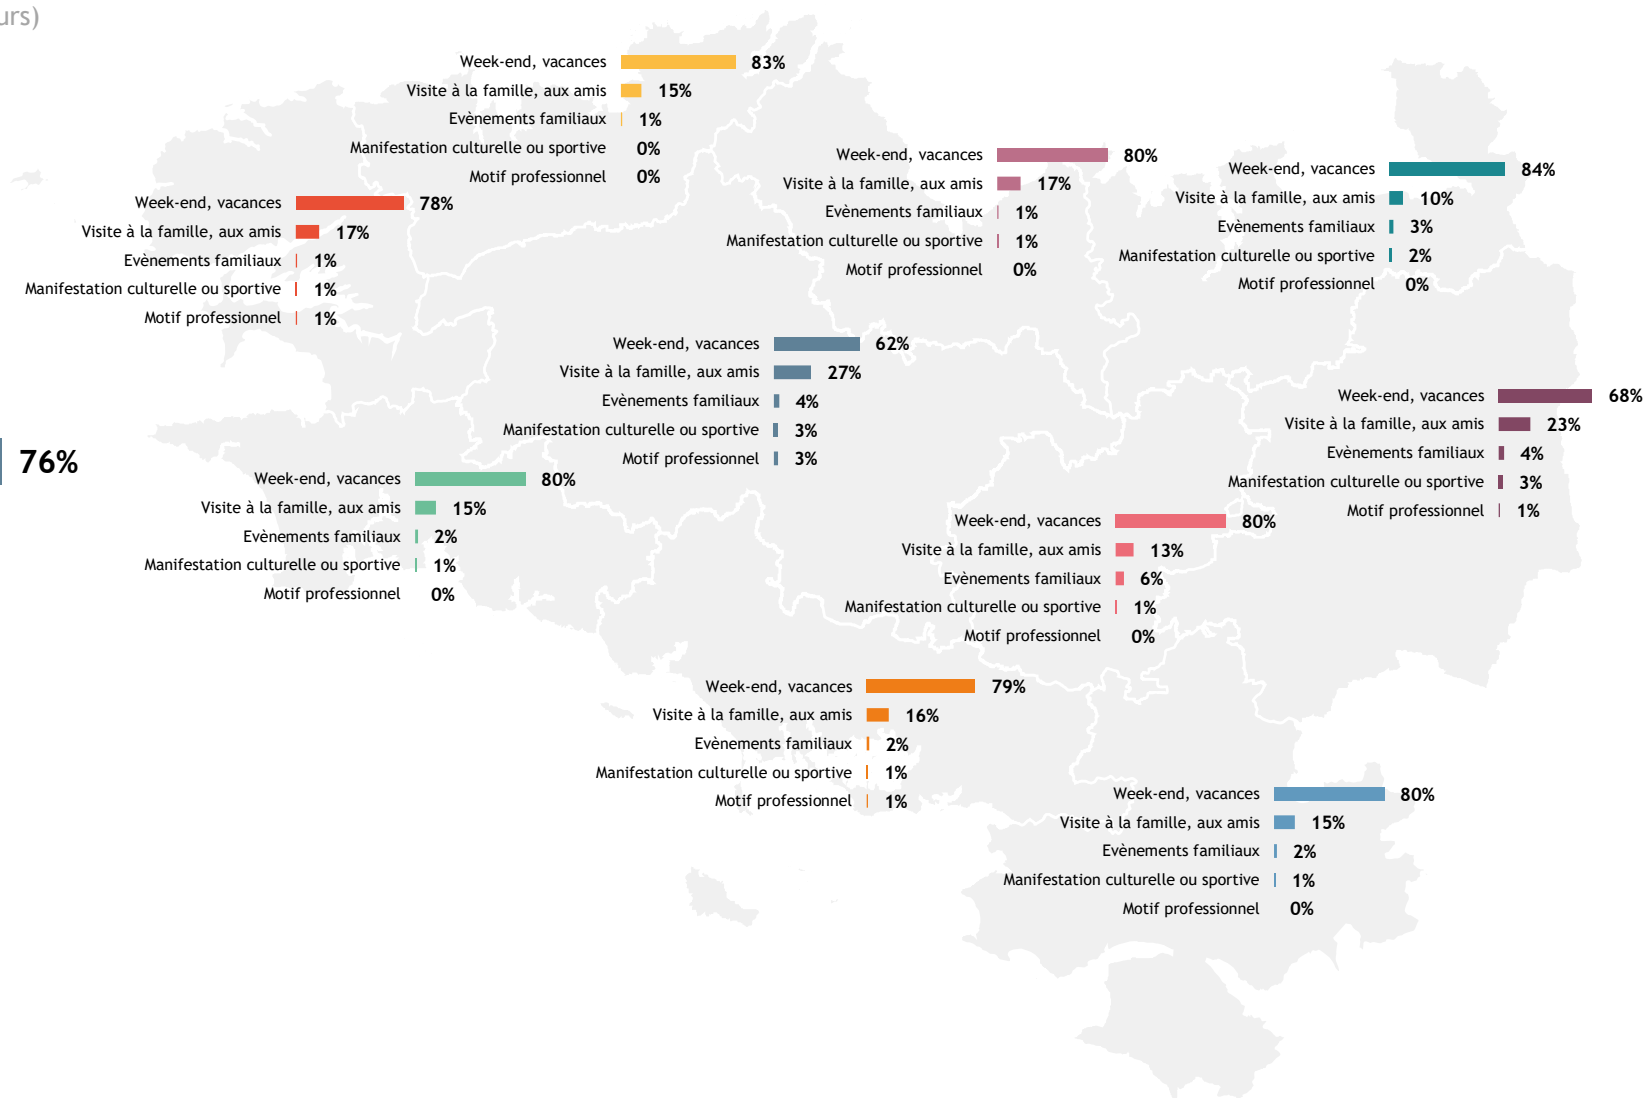 urs)
Week-end, vacances 83%
Visite à la famille, aux amis 15%
Evènements familiaux 1%
Manifestation culturelle ou sportive 0%
Motif professionnel 0%
Week-end, vacances 80%
Visite à la famille, aux amis 17%
Evènements familiaux 1%
Manifestation culturelle ou sportive 1%
Motif professionnel 0%
Week-end, vacances 84%
Visite à la famille, aux amis 10%
Evènements familiaux 3%
Manifestation culturelle ou sportive 2%
Motif professionnel 0%
Week-end, vacances 78%
Visite à la famille, aux amis 17%
Evènements familiaux 1%
Manifestation culturelle ou sportive 1%
Motif professionnel 1%
Week-end, vacances 62%
Visite à la famille, aux amis 27%
Evènements familiaux 4%
Manifestation culturelle ou sportive 3%
Motif professionnel 3%
Week-end, vacances 68%
Visite à la famille, aux amis 23%
Evènements familiaux 4%
Manifestation culturelle ou sportive 3%
Motif professionnel 1%
76%
Week-end, vacances 80%
Visite à la famille, aux amis 15%
Evènements familiaux 2%
Manifestation culturelle ou sportive 1%
Motif professionnel 0%
Week-end, vacances 80%
Visite à la famille, aux amis 13%
Evènements familiaux 6%
Manifestation culturelle ou sportive 1%
Motif professionnel 0%
Week-end, vacances 79%
Visite à la famille, aux amis 16%
Evènements familiaux 2%
Manifestation culturelle ou sportive 1%
Motif professionnel 1%
Week-end, vacances 80%
Visite à la famille, aux amis 15%
Evènements familiaux 2%
Manifestation culturelle ou sportive 1%
Motif professionnel 0%